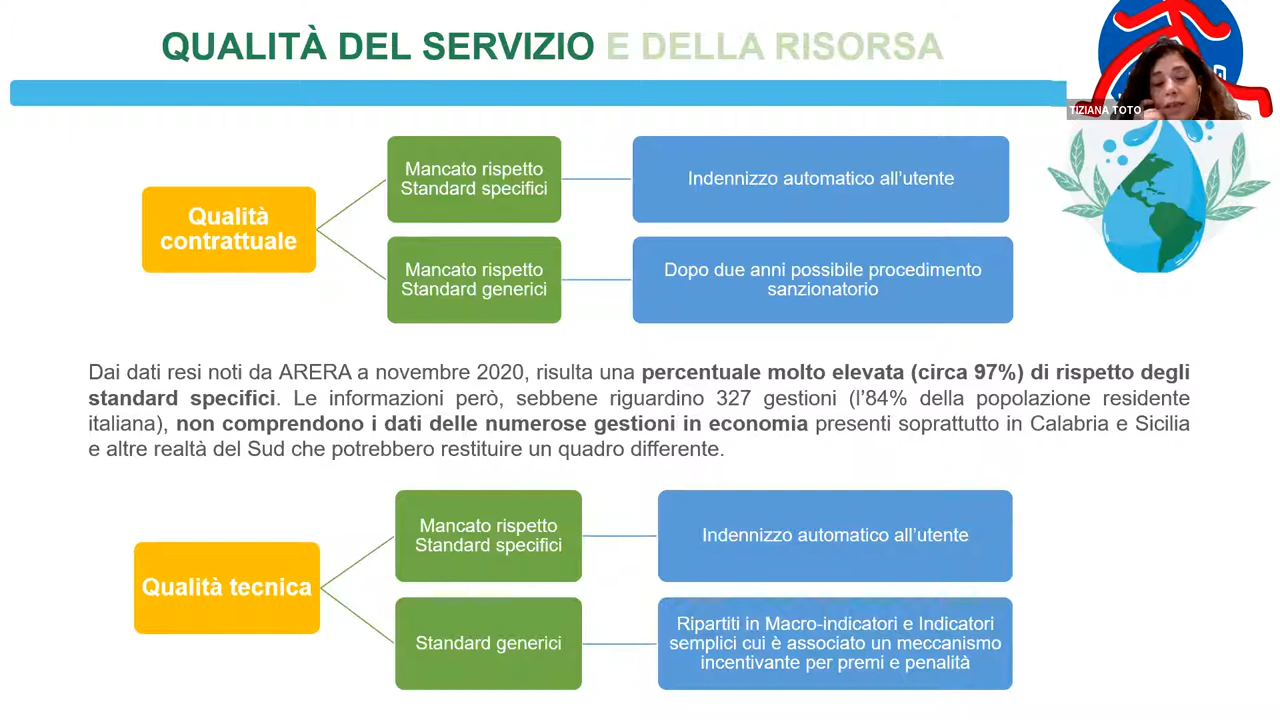 QUALITÀ DEL SERVIZIO E DELLA RISORSA
TIZIANA TOTO
Qualità
contrattuale
Mancato rispetto
Standard specifici
Indennizzo automatico all’utente
Mancato rispetto
Standard generici
Dopo due anni possibile procedimento
sanzionatorio
Dai dati resi noti da ARERA a novembre 2020, risulta una percentuale molto elevata (circa 97%) di rispetto degli
standard specifici. Le informazioni però, sebbene riguardino 327 gestioni (l’84% della popolazione residente
italiana), non comprendono i dati delle numerose gestioni in economia presenti soprattutto in Calabria e Sicilia
e altre realtà del Sud che potrebbero restituire un quadro differente.
Qualità tecnica
Mancato rispetto
Standard specifici
Indennizzo automatico all’utente
Standard generici
Ripartiti in Macro-indicatori e Indicatori
semplici cui è associato un meccanismo
incentivante per premi e penalità